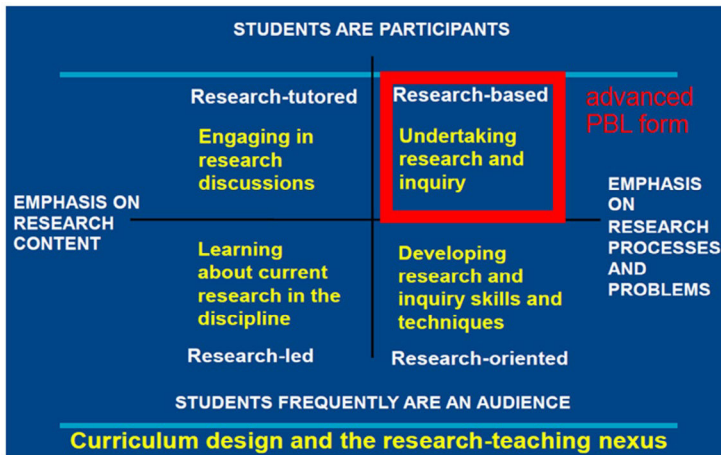 STUDENTS ARE PARTICIPANTS
Research-tutored
Engaging in
research
discussions
Research-based
Undertaking
research and
inquiry
advanced
PBL form
EMPHASIS ON
RESEARCH
CONTENT
EMPHASIS
ON
RESEARCH
PROCESSES
AND
PROBLEMS
Learning
about current
research in the
discipline
Research-led
Developing
research and
inquiry skills and
techniques
Research-oriented
STUDENTS FREQUENTLY ARE AN AUDIENCE
Curriculum design and the research-teaching nexus